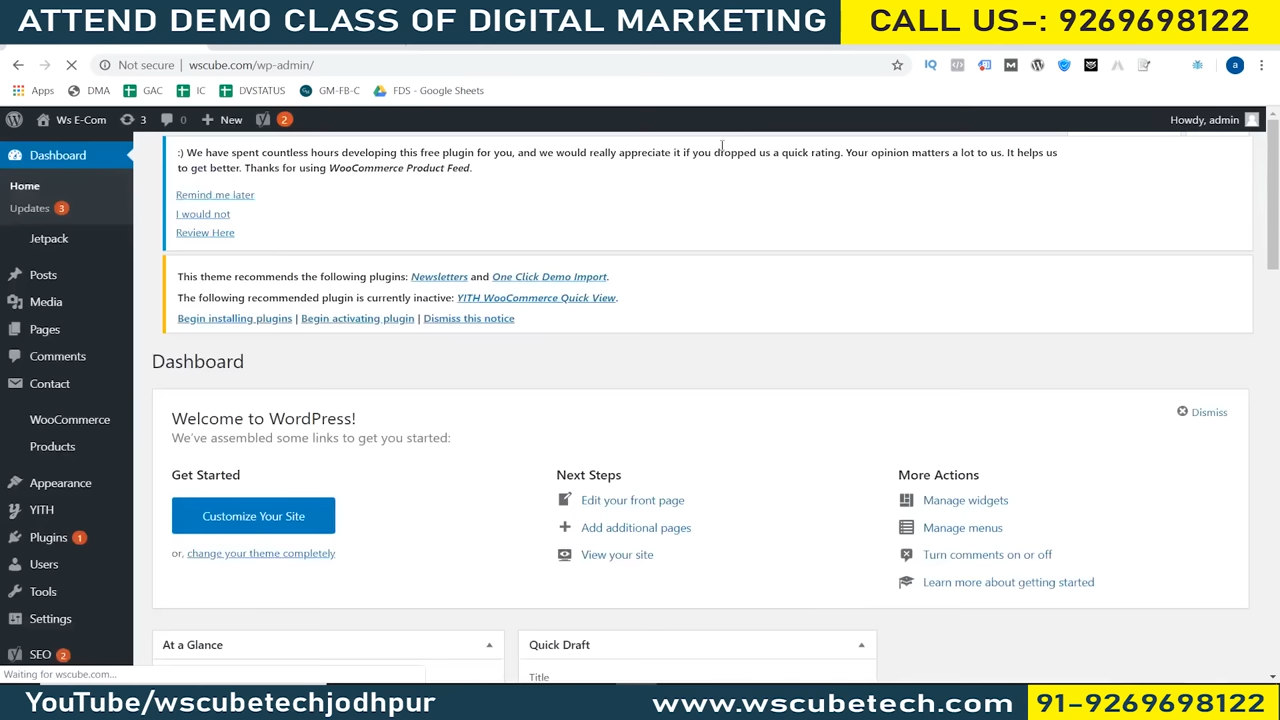 ATTEND DEMO CLASS OF DIGITAL MARKETING
CALL US-: 9269698122
Not secure | wscube.com/wp-admin/
IQ
M
a
Apps DMA GAC IC DVSTATUS GM-FB-C FDS - Google Sheets
Ws E-Com 3 0 New 2
Howdy, admin
Dashboard
Home
Updates 3
Jetpack
Posts
Media
Pages
Comments
Contact
WooCommerce
Products
Appearance
YITH
Plugins 1
Users
Tools
Settings
SEO 2
:) We have spent countless hours developing this free plugin for you, and we would really appreciate it if you dropped us a quick rating. Your opinion matters a lot to us. It helps us
to get better. Thanks for using WooCommerce Product Feed.
Remind me later
I would not
Review Here
This theme recommends the following plugins: Newsletters and One Click Demo Import.
The following recommended plugin is currently inactive: YITH WooCommerce Quick View.
Begin installing plugins | Begin activating plugin | Dismiss this notice
Dashboard
Welcome to WordPress!
Dismiss
We've assembled some links to get you started:
Get Started
Customize Your Site
or, change your theme completely
Next Steps
Edit your front page
Add additional pages
View your site
More Actions
Manage widgets
Manage menus
Turn comments on or off
Learn more about getting started
At a Glance
Quick Draft
Title
Waiting for wscube.com...
YouTube/wscubetechjodhpur
www.wscubetech.com
91-9269698122